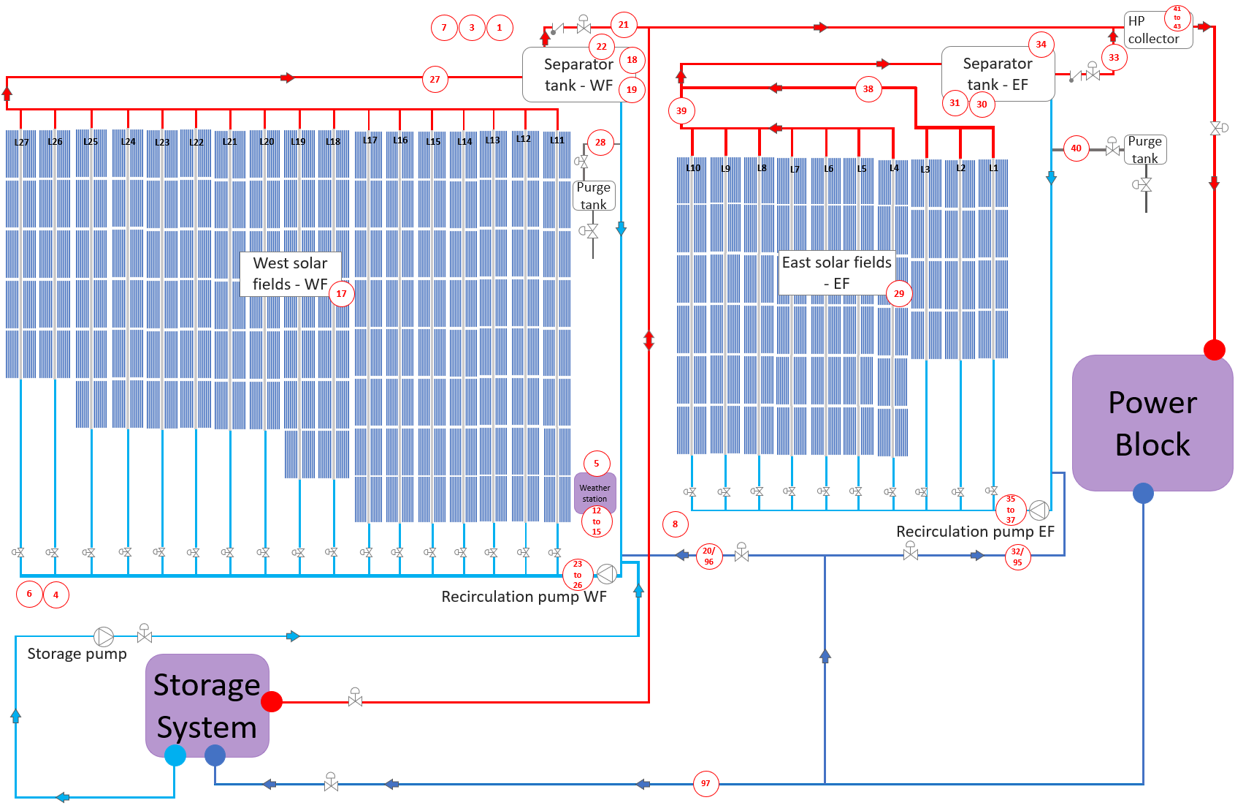 7
3
1
21
22
18
19
27
Separator
tank - WF
34
Separator
tank - EF
31
30
41
to
43
HP
collector
33
38
39
28
Purge
tank
40
Purge
tank
L27
L26
L25
L24
L23
L22
L21
L20
L19
L18
L17
L16
L15
L14
L13
L12
L11
L10
L9
L8
L7
L6
L5
L4
L3
L2
L1
West solar
fields - WF
17
East solar fields
- EF
29
Power
Block
5
Weather
station
12
to
15
8
35
to
37
Recirculation pump EF
20/
96
32/
95
23
to
26
Recirculation pump WF
6
4
Storage pump
Storage
System
97